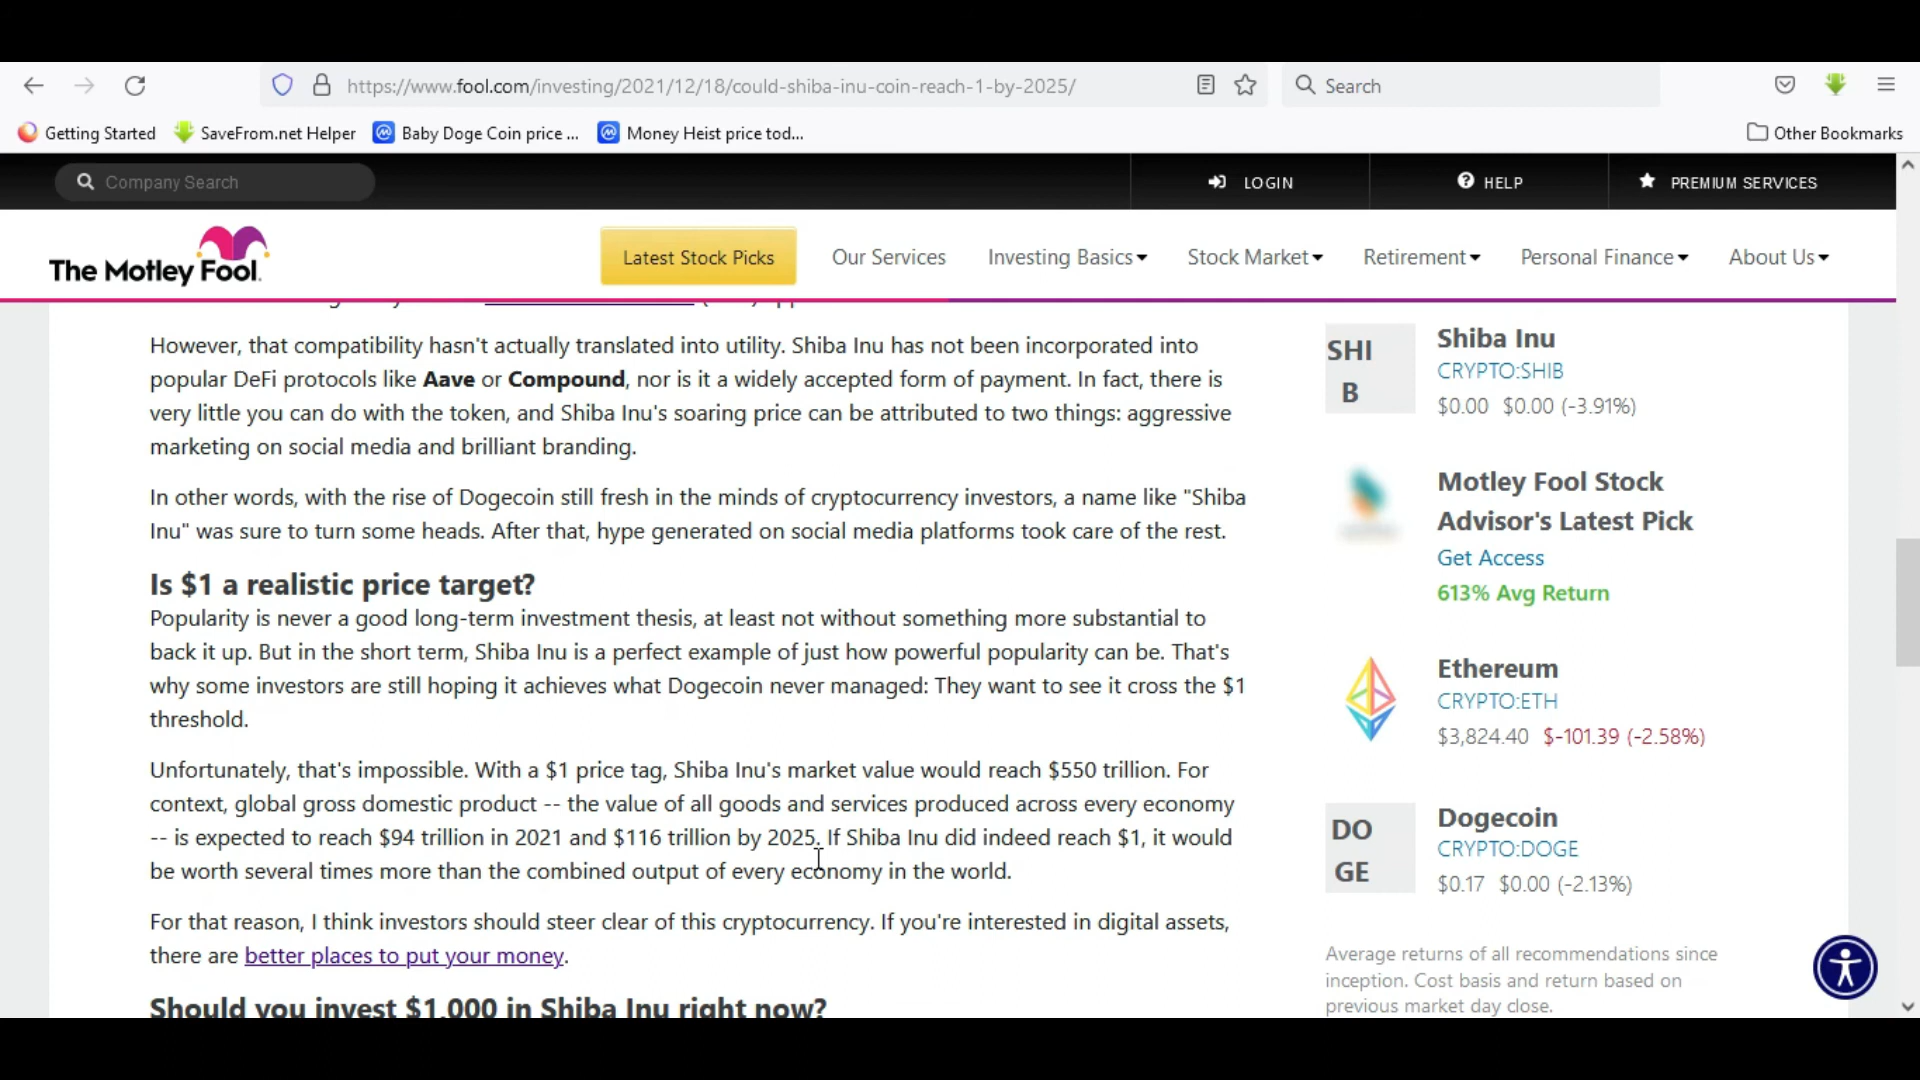 https://www.fool.com/investing/2021/12/18/could-shiba-inu-coin-reach-1-by-2025/
Search
Getting Started
SaveFrom.net Helper
Baby Doge Coin price ...
Money Heist price tod...
Other Bookmarks
Company Search
LOGIN
HELP
PREMIUM SERVICES
The Motley Fool.
Latest Stock Picks
Our Services
Investing Basics
Stock Market
Retirement
Personal Finance
About Us
However, that compatibility hasn't actually translated into utility. Shiba Inu has not been incorporated into
popular DeFi protocols like Aave or Compound, nor is it a widely accepted form of payment. In fact, there is
very little you can do with the token, and Shiba Inu's soaring price can be attributed to two things: aggressive
marketing on social media and brilliant branding.
In other words, with the rise of Dogecoin still fresh in the minds of cryptocurrency investors, a name like "Shiba
Inu" was sure to turn some heads. After that, hype generated on social media platforms took care of the rest.
Is $1 a realistic price target?
Popularity is never a good long-term investment thesis, at least not without something more substantial to
back it up. But in the short term, Shiba Inu is a perfect example of just how powerful popularity can be. That's
why some investors are still hoping it achieves what Dogecoin never managed: They want to see it cross the $1
threshold.
Unfortunately, that's impossible. With a $1 price tag, Shiba Inu's market value would reach $550 trillion. For
context, global gross domestic product -- the value of all goods and services produced across every economy
-- is expected to reach $94 trillion in 2021 and $116 trillion by 2025. If Shiba Inu did indeed reach $1, it would
be worth several times more than the combined output of every economy in the world.
For that reason, I think investors should steer clear of this cryptocurrency. If you're interested in digital assets,
there are better places to put your money.
Should you invest $1,000 in Shiba Inu right now?
SHI
B
Shiba Inu
CRYPTO:SHIB
$0.00 $0.00 (-3.91%)
Motley Fool Stock
Advisor's Latest Pick
Get Access
613% Avg Return
Ethereum
CRYPTO:ETH
$3,824.40 $-101.39 (-2.58%)
DO
GE
Dogecoin
CRYPTO:DOGE
$0.17 $0.00 (-2.13%)
Average returns of all recommendations since
inception. Cost basis and return based on
previous market day close.